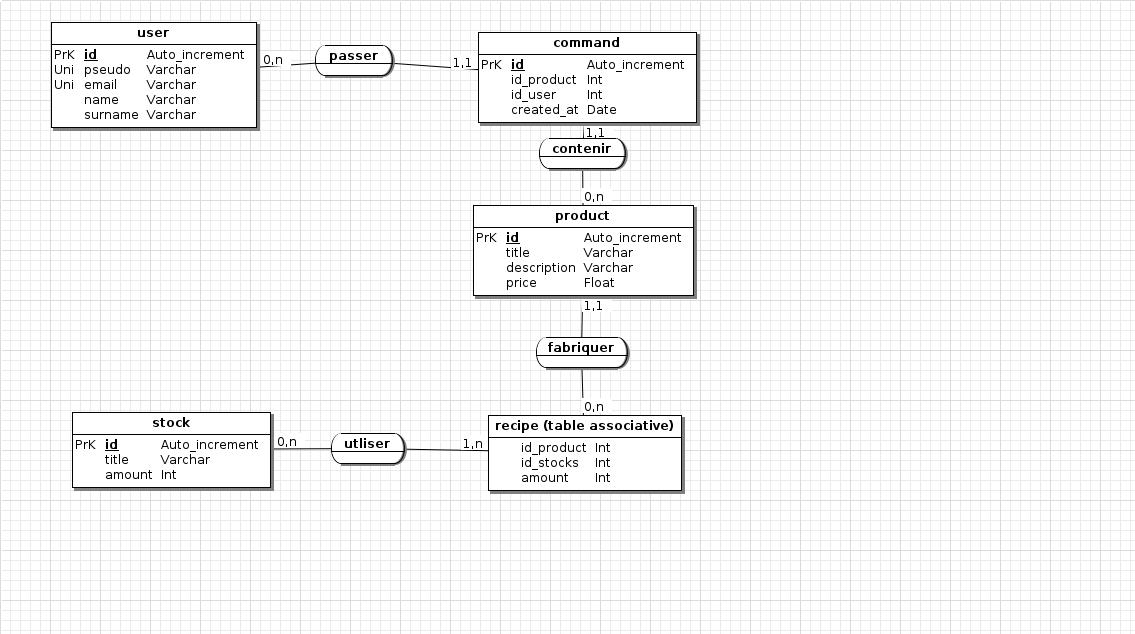 user
PrK id Auto_increment
Uni pseudo Varchar
Uni email Varchar
name Varchar
surname Varchar
0,n
passer
1,1
command
PrK id Auto_increment
id_product Int
id_user Int
created_at Date
1,1
contenir
0,n
product
PrK id Auto_increment
title Varchar
description Varchar
price Float
1,1
fabriquer
0,n
stock
PrK id Auto_increment
title Varchar
amount Int
0,n
utliser
1,n
recipe (table associative)
id_product Int
id_stocks Int
amount Int